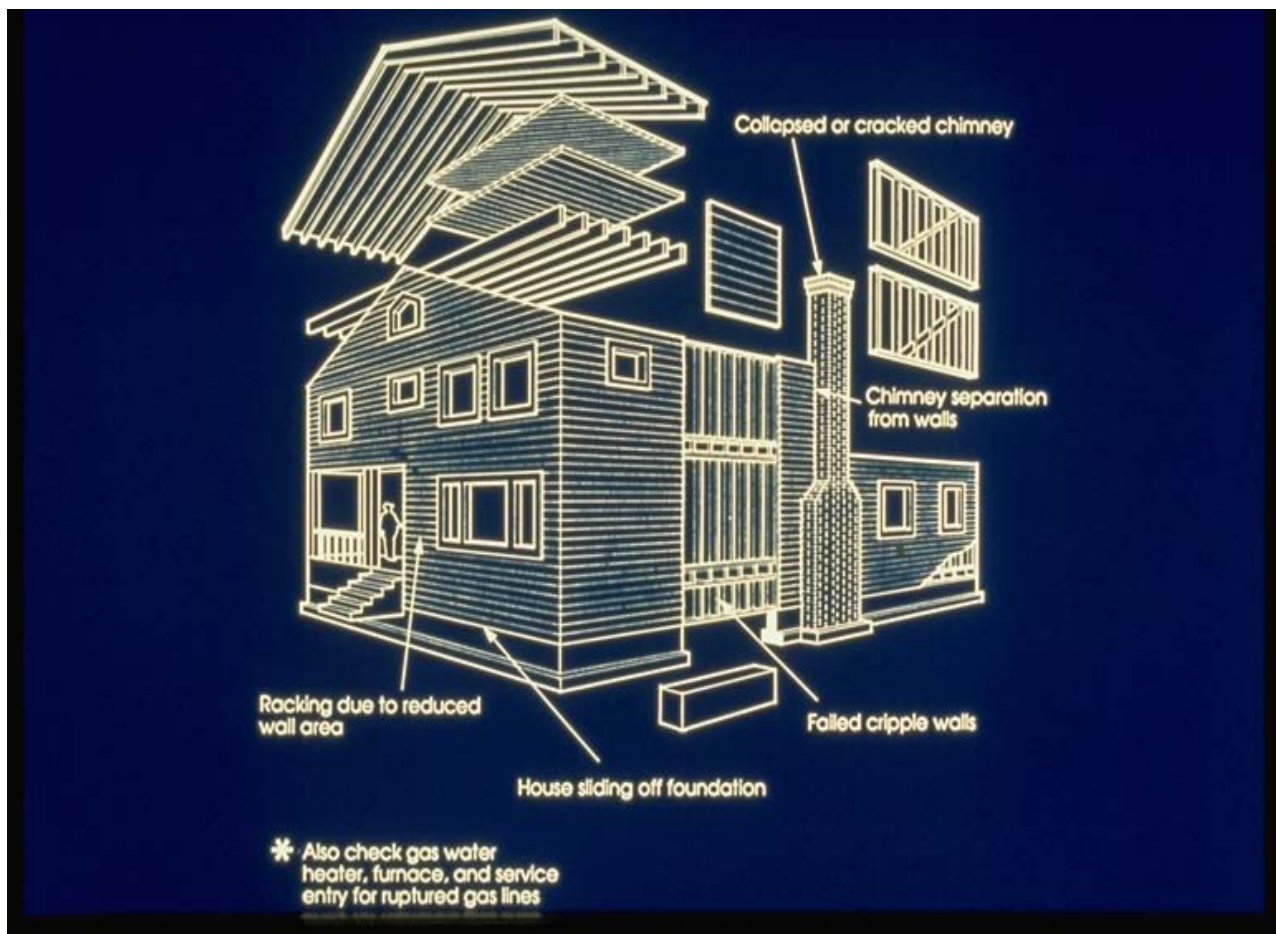 Collapsed or cracked chimney
Chimney separation
from walls
Racking due to reduced
wall area
Failed cripple walls
House sliding off foundation
* Also check gas water
heater, furnace, and service
entry for ruptured gas lines